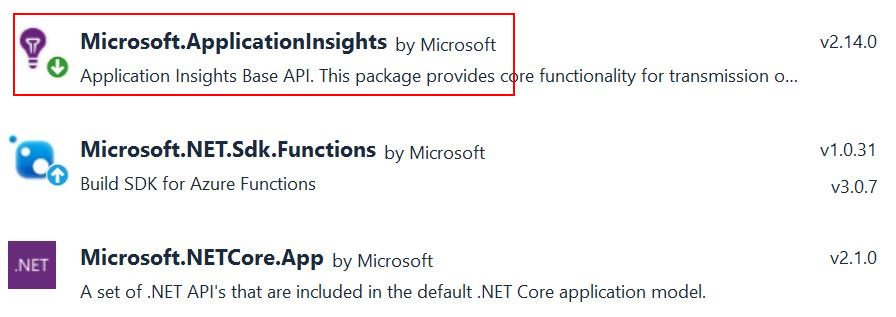 Microsoft.ApplicationInsights by Microsoft v2.14.0
Application Insights Base API. This package provides core functionality for transmission o...
Microsoft.NET.Sdk.Functions by Microsoft v1.0.31
Build SDK for Azure Functions v3.0.7
.NET
Microsoft.NETCore.App by Microsoft v2.1.0
A set of .NET API's that are included in the default .NET Core application model.